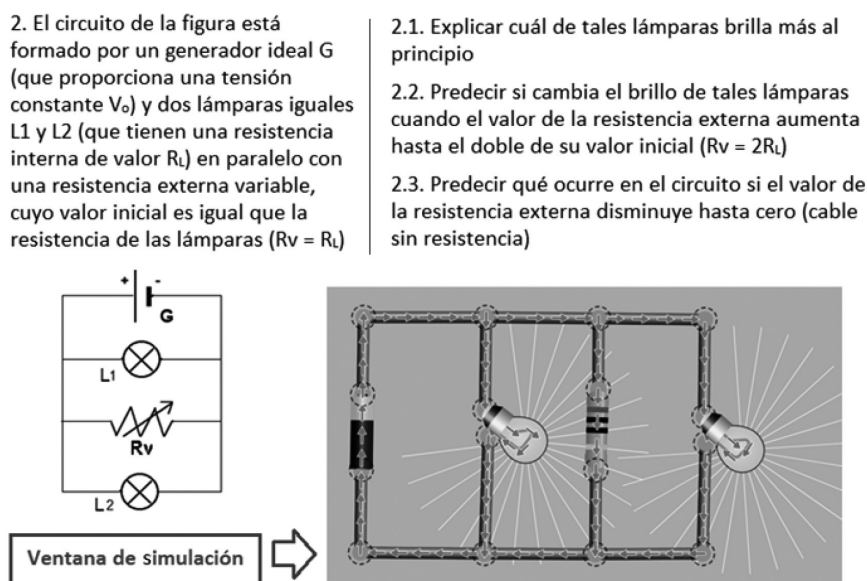 2. El circuito de la figura está
formado por un generador ideal G
(que proporciona una tensión
constante Vₒ) y dos lámparas iguales
L1 y L2 (que tienen una resistencia
interna de valor R_L) en paralelo con
una resistencia externa variable,
cuyo valor inicial es igual que la
resistencia de las lámparas (Rv = R_L)
2.1. Explicar cuál de tales lámparas brilla más al
principio
2.2. Predecir si cambia el brillo de tales lámparas
cuando el valor de la resistencia externa aumenta
hasta el doble de su valor inicial (Rv = 2R_L)
2.3. Predecir qué ocurre en el circuito si el valor de
la resistencia externa disminuye hasta cero (cable
sin resistencia)
+ -
G
L1
Rv
L2
Ventana de simulación